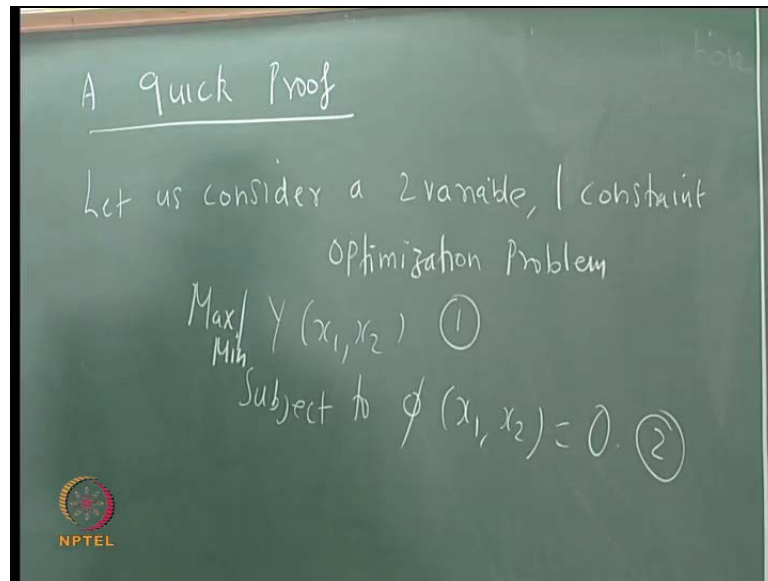 A quick Proof
Let us consider a 2 variable, 1 constaint
Optimization Problem
Max/Min Y (x₁, x₂) ①
Subject to φ (x₁, x₂) = 0. ②
NPTEL